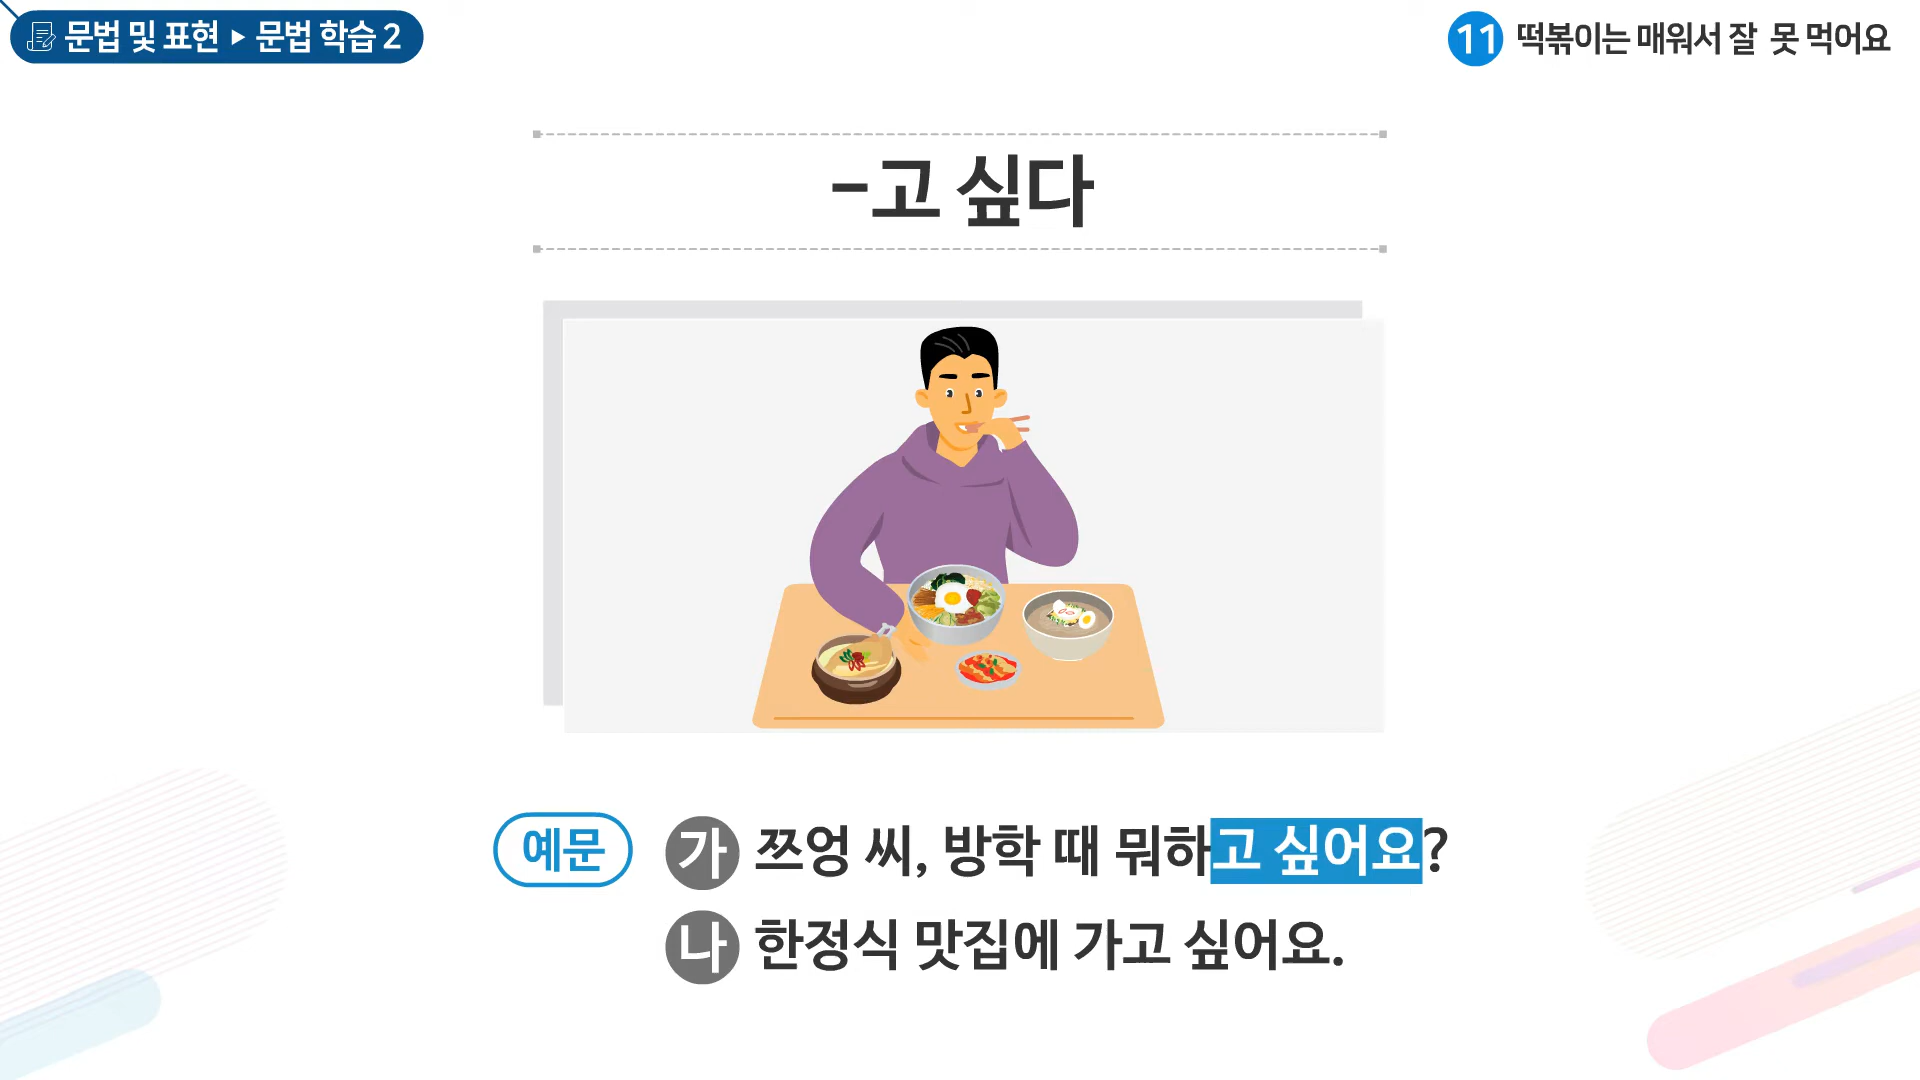 문법 및 표현 ▶ 문법 학습 2
11 떡볶이는 매워서 잘 못 먹어요
-고 싶다
예문 가 쯔엉 씨, 방학 때 뭐하고 싶어요?
나 한정식 맛집에 가고 싶어요.